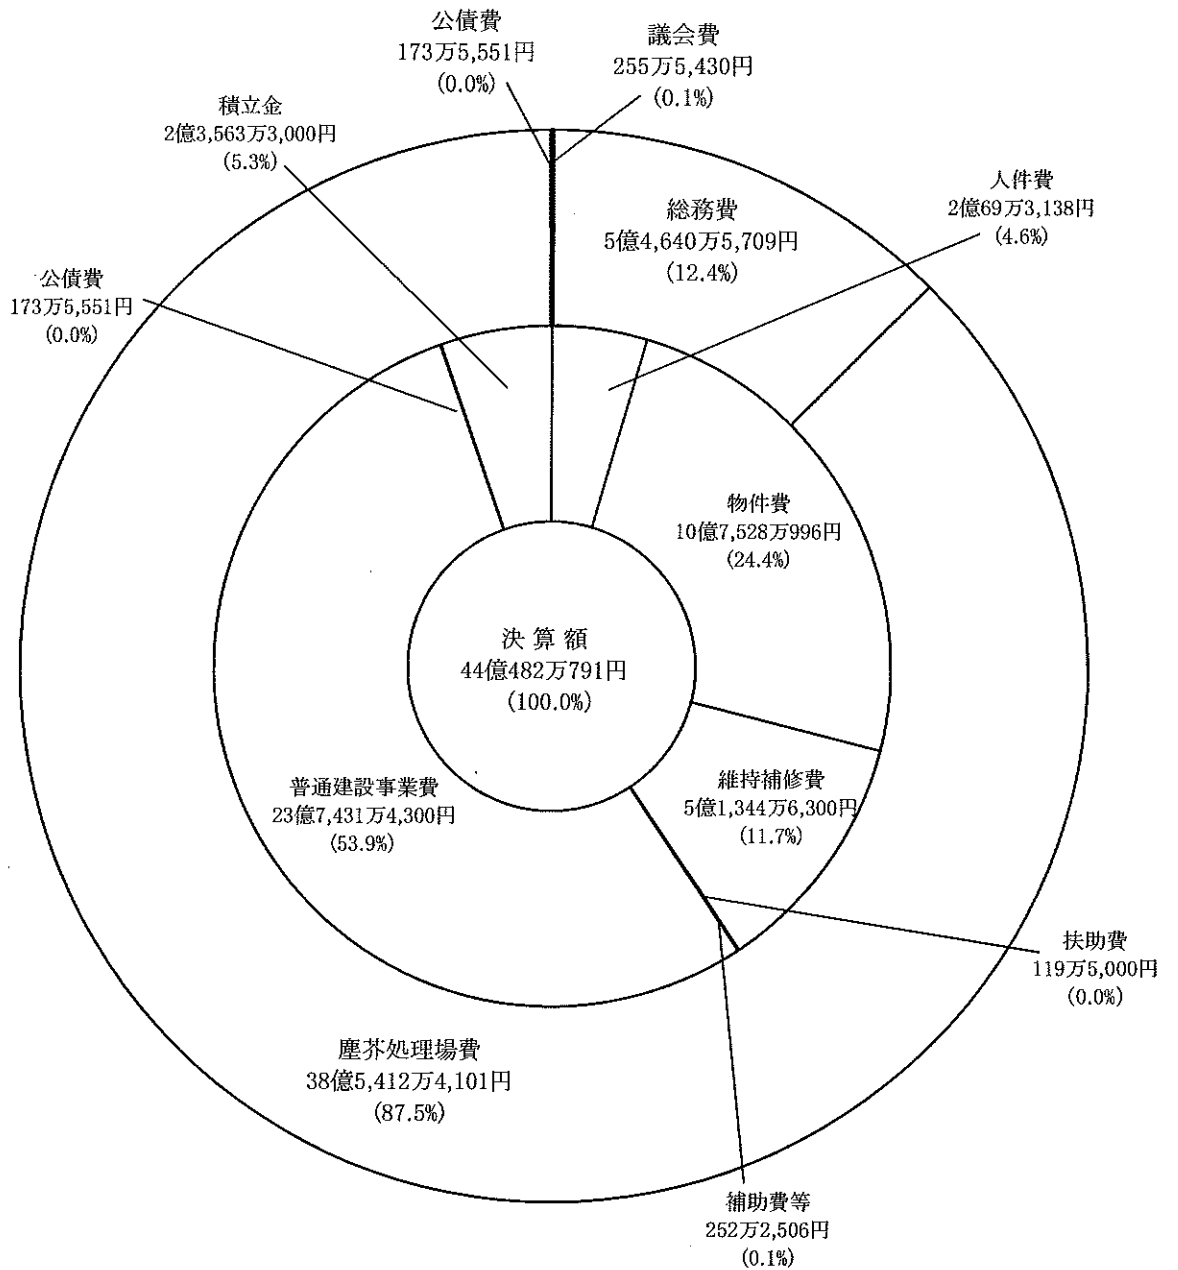 公債費
173万5,551円
(0.0%)
議会費
255万5,430円
(0.1%)
積立金
2億3,563万3,000円
(5.3%)
人件費
2億69万3,138円
(4.6%)
総務費
5億4,640万5,709円
(12.4%)
公債費
173万5,551円
(0.0%)
物件費
10億7,528万996円
(24.4%)
決算額
44億482万791円
(100.0%)
普通建設事業費
23億7,431万4,300円
(53.9%)
維持補修費
5億1,344万6,300円
(11.7%)
扶助費
119万5,000円
(0.0%)
塵芥処理場費
38億5,412万4,101円
(87.5%)
補助費等
252万2,506円
(0.1%)